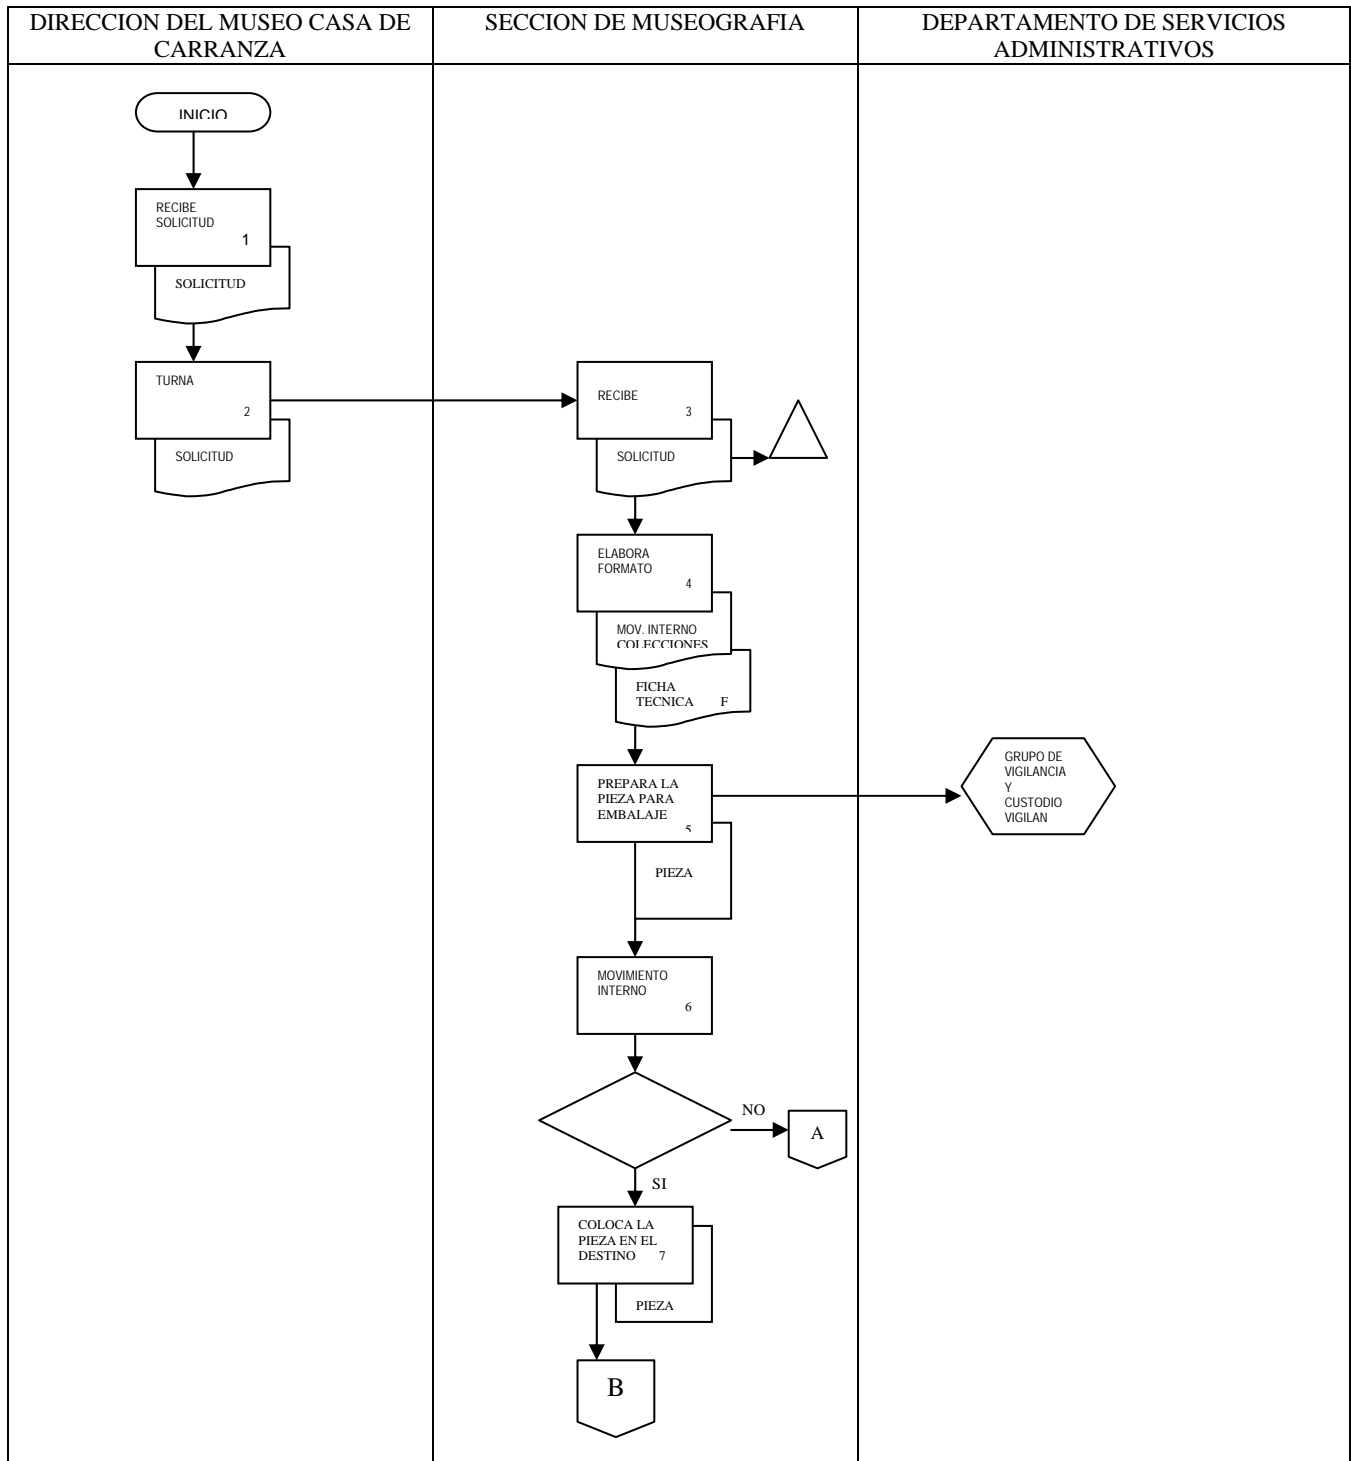 DIRECCION DEL MUSEO CASA DE
CARRANZA
SECCION DE MUSEOGRAFIA
DEPARTAMENTO DE SERVICIOS
ADMINISTRATIVOS
INICIO
RECIBE
SOLICITUD
1
SOLICITUD
TURNA
2
SOLICITUD
RECIBE
3
SOLICITUD
ELABORA
FORMATO
4
MOV. INTERNO
COLECCIONES
FICHA
TECNICA F
PREPARA LA
PIEZA PARA
EMBALAJE
5
PIEZA
GRUPO DE
VIGILANCIA
Y
CUSTODIO
VIGILAN
MOVIMIENTO
INTERNO
6
NO
A
SI
COLOCA LA
PIEZA EN EL
DESTINO 7
PIEZA
B